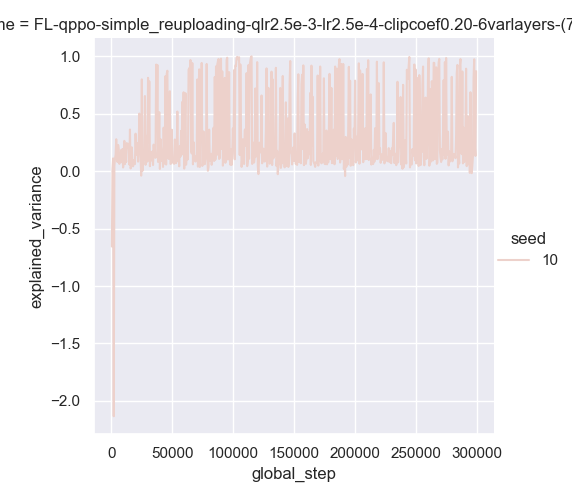 ne = FL-qppo-simple_reuploading-qlr2.5e-3-lr2.5e-4-clipcoef0.20-6varlayers-(7
1.0
0.5
0.0
−0.5
−1.0
−1.5
−2.0
explained_variance
0 50000 100000 150000 200000 250000 300000
global_step
seed
10